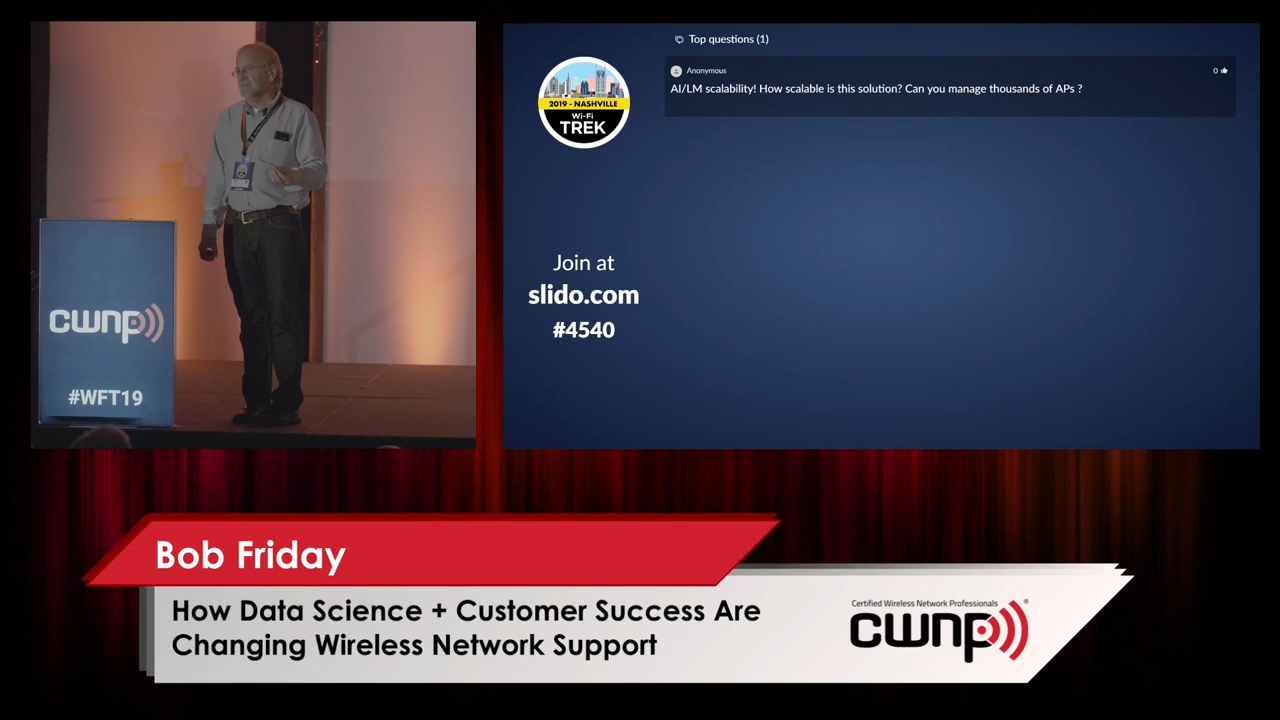 cwnp
#WFT19
Top questions (1)
Anonymous
0
AI/LM scalability! How scalable is this solution? Can you manage thousands of APs ?
2019 - NASHVILLE
Wi-Fi
TREK
Join at
slido.com
#4540
Bob Friday
How Data Science + Customer Success Are
Changing Wireless Network Support
Certified Wireless Network Professionals
cwnp®